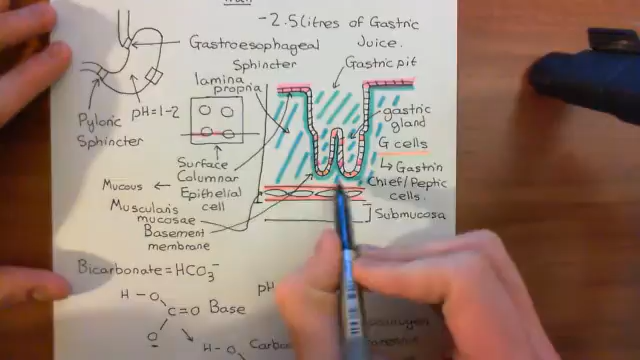 - 2.5 litres of Gastric
Juice.
Gastroesophageal
Sphincter
Gastric pit
lamina
propria
pH=1-2
Pyloric
Sphincter
gastric
gland
G cells
↳ Gastrin
Chief/Peptic
cells.
Surface
Columnar
Epithelial
cell
Mucous ←
Muscularis
mucosae
Basement
membrane
Submucosa
Bicarbonate = HCO3-
pH
H-O
C=O Base
O
H-O